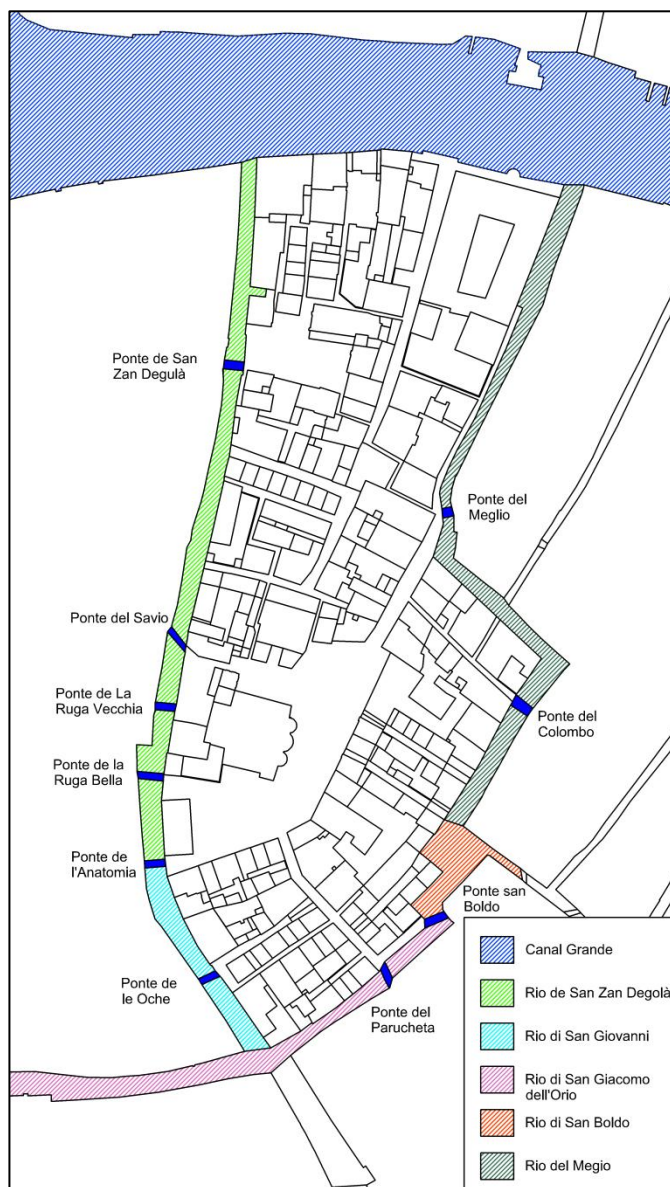 Ponte de San
Zan Degulà
Ponte del
Meglio
Ponte del Savio
Ponte de La
Ruga Vecchia
Ponte del
Colombo
Ponte de la
Ruga Bella
Ponte de
l'Anatomia
Ponte san
Boldo
Ponte de
le Oche
Ponte del
Parucheta
Canal Grande
Rio de San Zan Degolà
Rio di San Giovanni
Rio di San Giacomo
dell'Orio
Rio di San Boldo
Rio del Megio